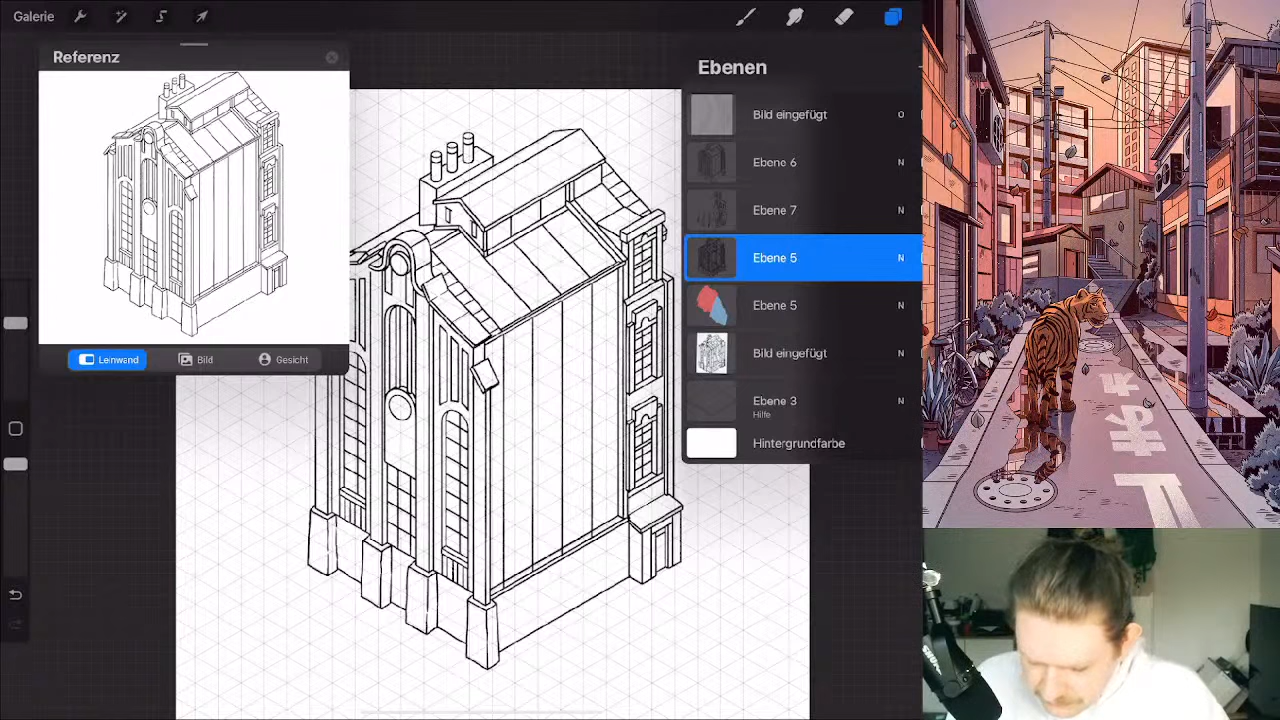 Galerie
Referenz
Leinwand
Bild
Gesicht
Ebenen
Bild eingefügt O
Ebene 6 N
Ebene 7 N
Ebene 5 N
Ebene 5 N
Bild eingefügt N
Ebene 3 N
Hilfe
Hintergrundfarbe